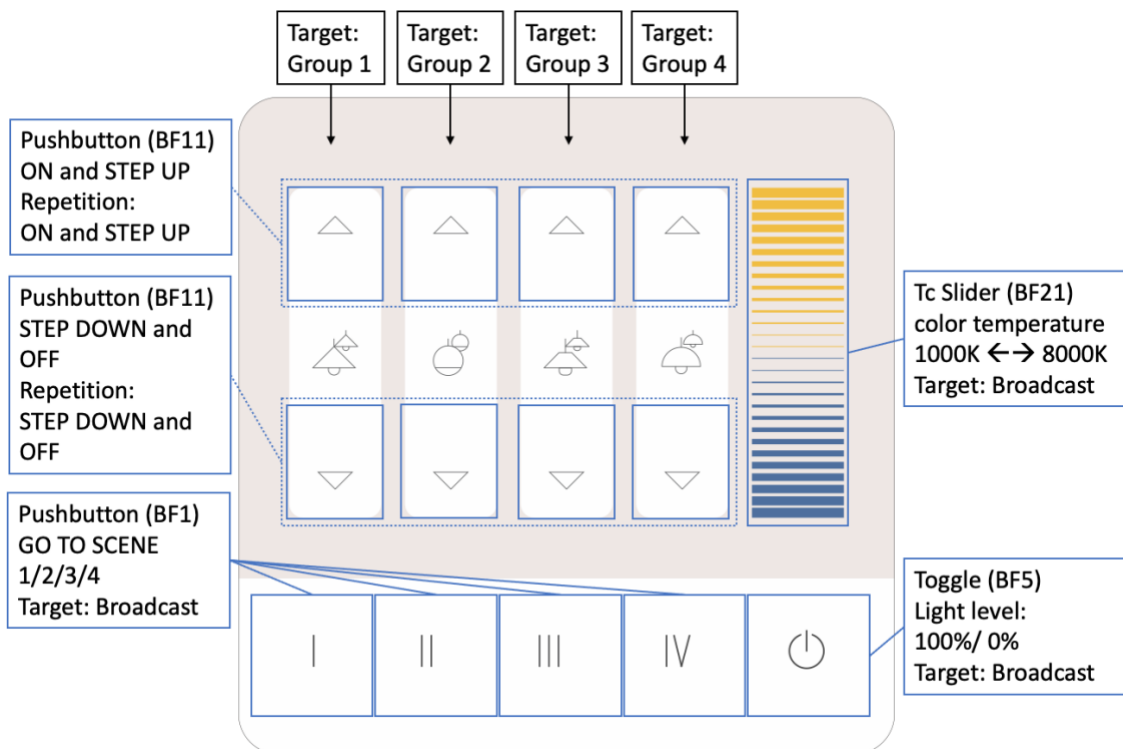 Target:
Group 1
Target:
Group 2
Target:
Group 3
Target:
Group 4
Pushbutton (BF11)
ON and STEP UP
Repetition:
ON and STEP UP
Pushbutton (BF11)
STEP DOWN and
OFF
Repetition:
STEP DOWN and
OFF
Tc Slider (BF21)
color temperature
1000K ←→ 8000K
Target: Broadcast
Pushbutton (BF1)
GO TO SCENE
1/2/3/4
Target: Broadcast
Toggle (BF5)
Light level:
100%/ 0%
Target: Broadcast
I
II
III
IV